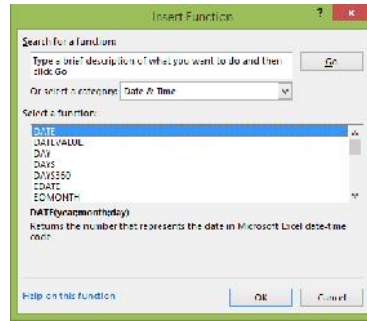 Insert Function
?
×
Search for a function:
Type a brief description of what you want to do and then
click Go
Go
Or select a category: Date & Time
Select a function:
DATE
DATEVALUE
DAY
DAYS
DAYS360
EDATE
EOMONTH
DATE(year;month;day)
Returns the number that represents the date in Microsoft Excel date-time
code
Help on this function
OK
Cancel